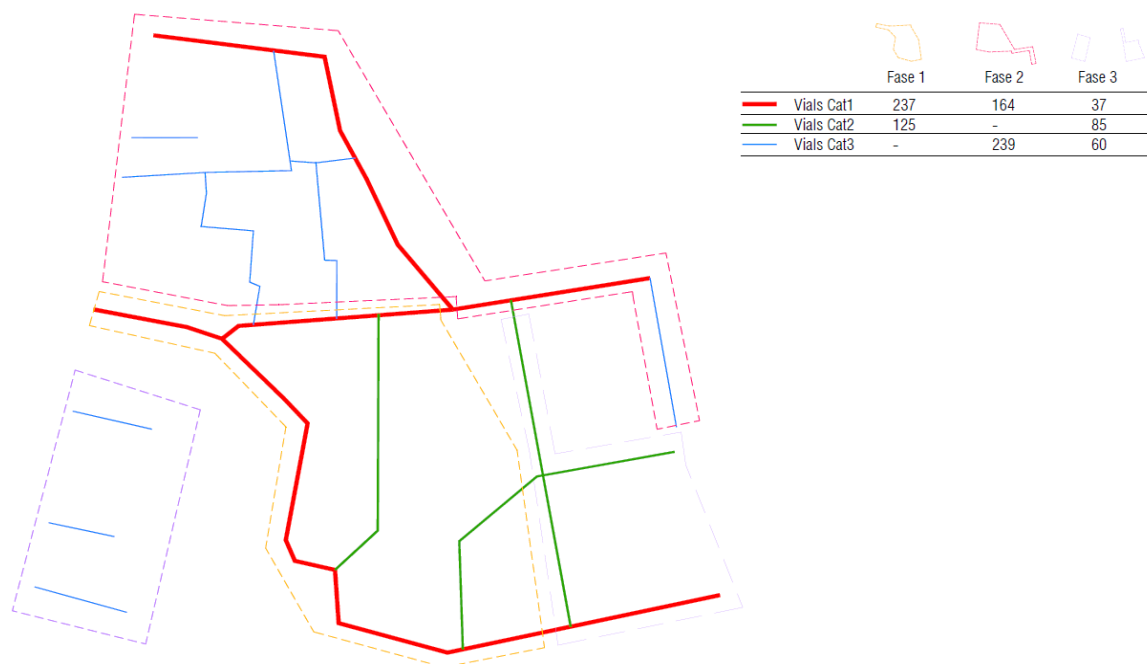 Fase 1 Fase 2 Fase 3
Vials Cat1 237 164 37
Vials Cat2 125 - 85
Vials Cat3 - 239 60